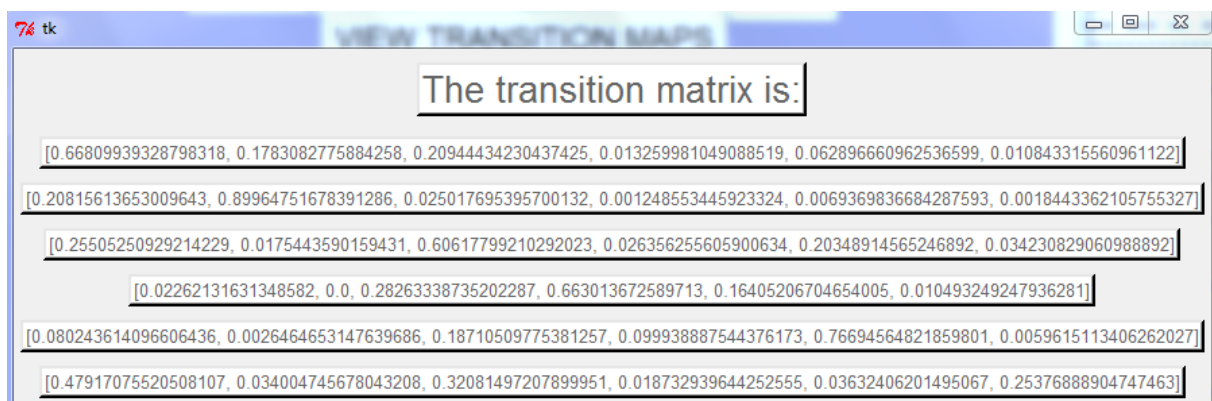 tk
VIEW TRANSITION MAPS
The transition matrix is:
[0.66809939328798318, 0.1783082775884258, 0.20944434230437425, 0.013259981049088519, 0.062896660962536599, 0.010843315560961122]
[0.20815613653009643, 0.89964751678391286, 0.025017695395700132, 0.001248553445923324, 0.0069369836684287593, 0.0018443362105755327]
[0.25505250929214229, 0.0175443590159431, 0.60617799210292023, 0.026356255605900634, 0.20348914565246892, 0.034230829060988892]
[0.02262131631348582, 0.0, 0.28263338735202287, 0.663013672589713, 0.16405206704654005, 0.010493249247936281]
[0.080243614096606436, 0.0026464653147639686, 0.18710509775381257, 0.099938887544376173, 0.76694564821859801, 0.0059615113406262027]
[0.47917075520508107, 0.034004745678043208, 0.32081497207899951, 0.018732939644252555, 0.03632406201495067, 0.25376888904747463]